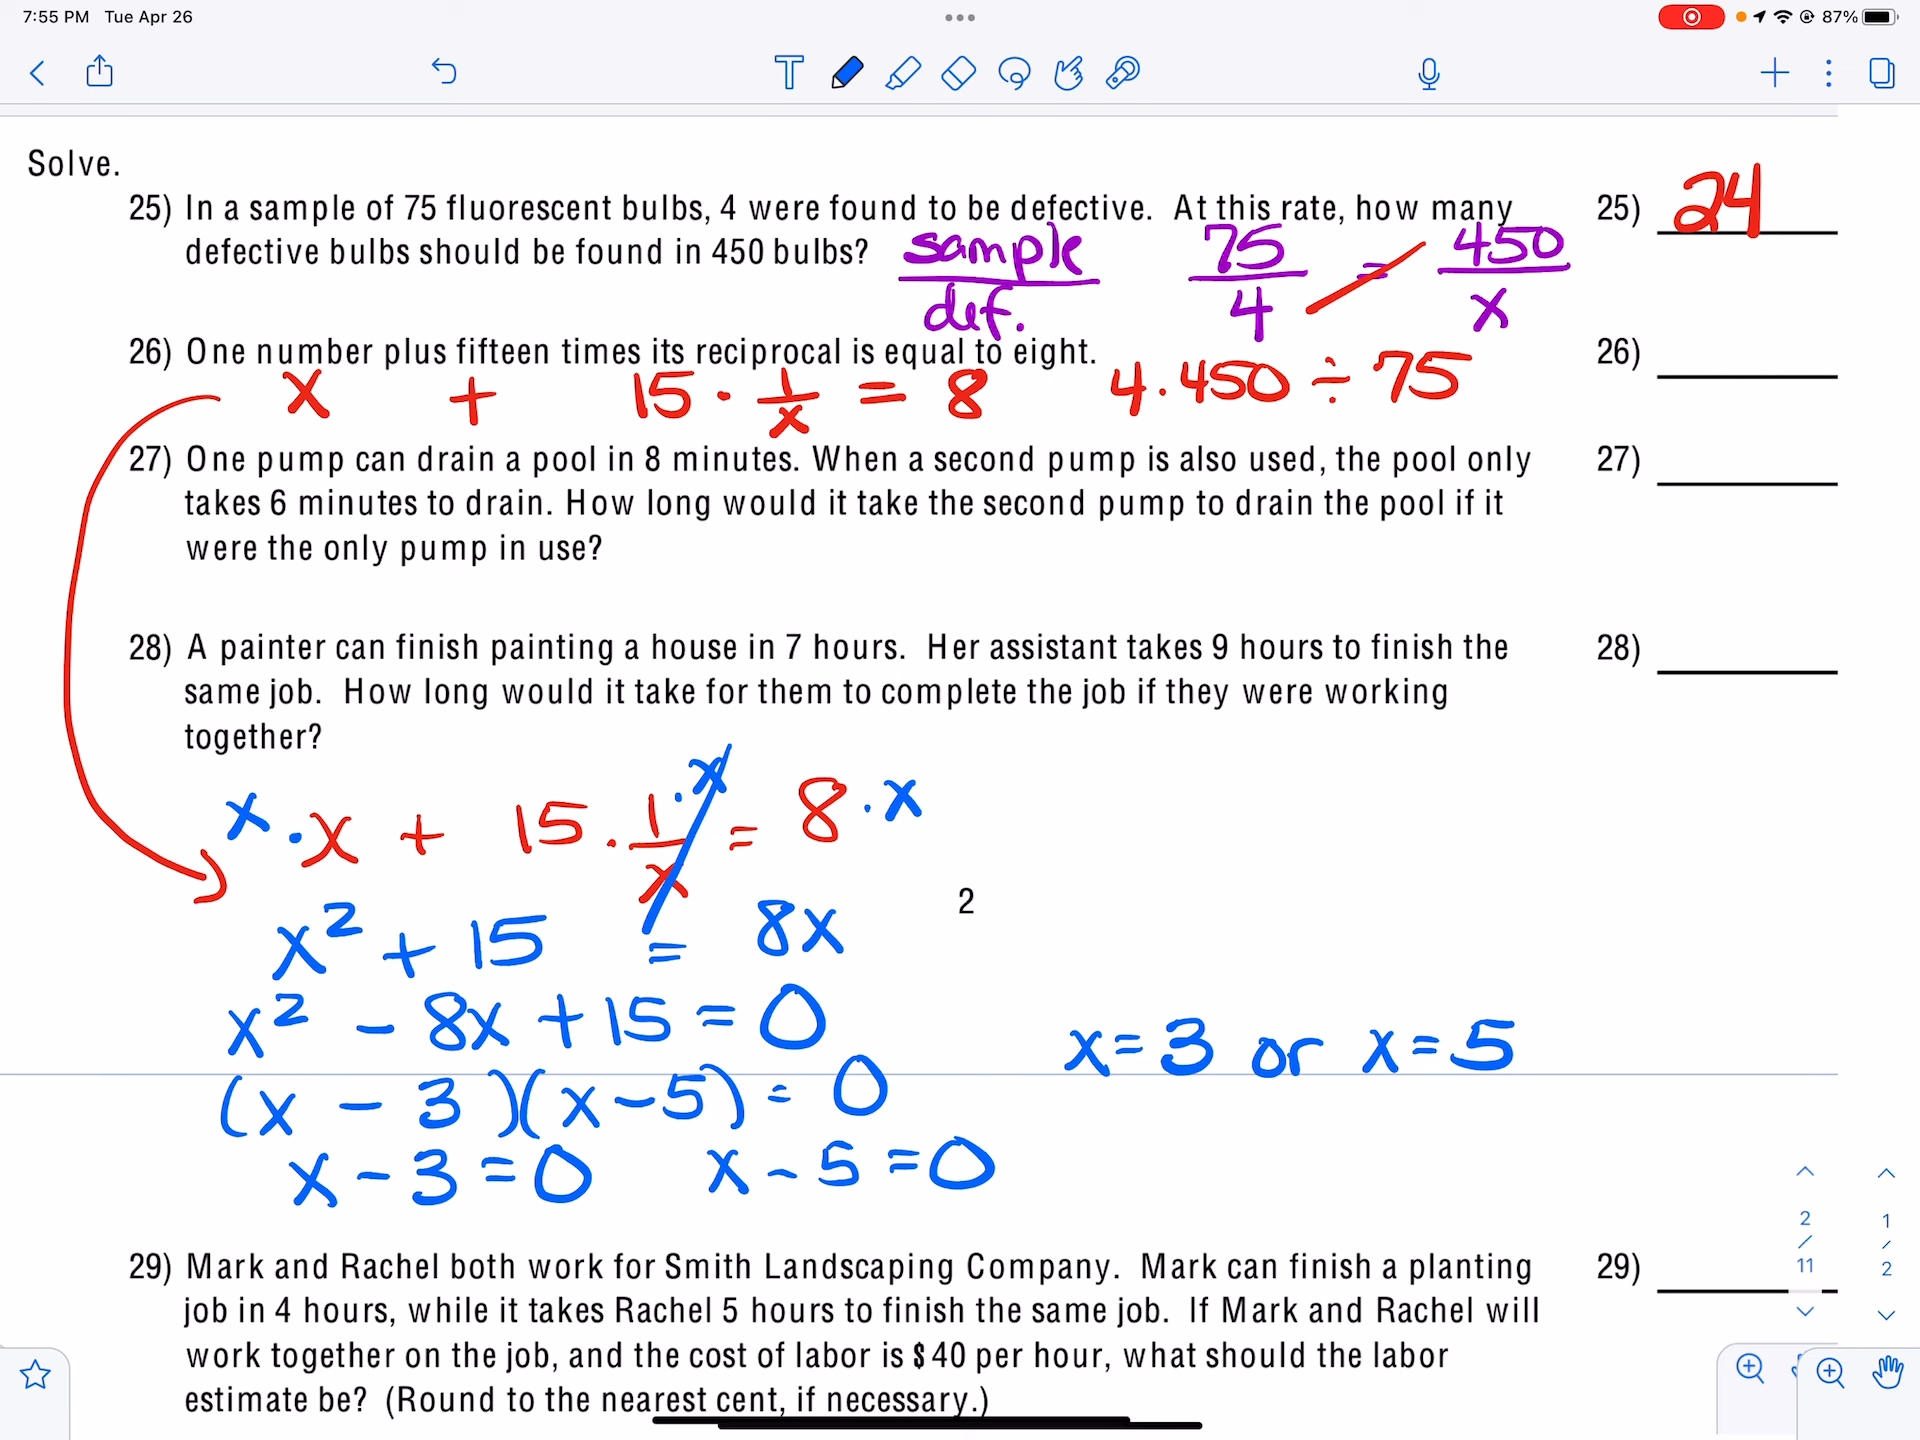 7:55 PM Tue Apr 26
87%
Solve.
25) In a sample of 75 fluorescent bulbs, 4 were found to be defective. At this rate, how many
defective bulbs should be found in 450 bulbs?
25) 24
sample
def.
75
4
=
450
x
26) One number plus fifteen times its reciprocal is equal to eight.
26)
x + 15 · 1/x = 8
4 · 450 ÷ 75
27) One pump can drain a pool in 8 minutes. When a second pump is also used, the pool only
takes 6 minutes to drain. How long would it take the second pump to drain the pool if it
were the only pump in use?
27)
28) A painter can finish painting a house in 7 hours. Her assistant takes 9 hours to finish the
same job. How long would it take for them to complete the job if they were working
together?
28)
x · x + 15 · 1/x · x = 8 · x
2
x² + 15 = 8x
x² - 8x + 15 = 0
(x - 3)(x - 5) = 0
x - 3 = 0 x - 5 = 0
x = 3 or x = 5
29) Mark and Rachel both work for Smith Landscaping Company. Mark can finish a planting
job in 4 hours, while it takes Rachel 5 hours to finish the same job. If Mark and Rachel will
work together on the job, and the cost of labor is $40 per hour, what should the labor
estimate be? (Round to the nearest cent, if necessary.)
29)
2
/
11
1
/
2